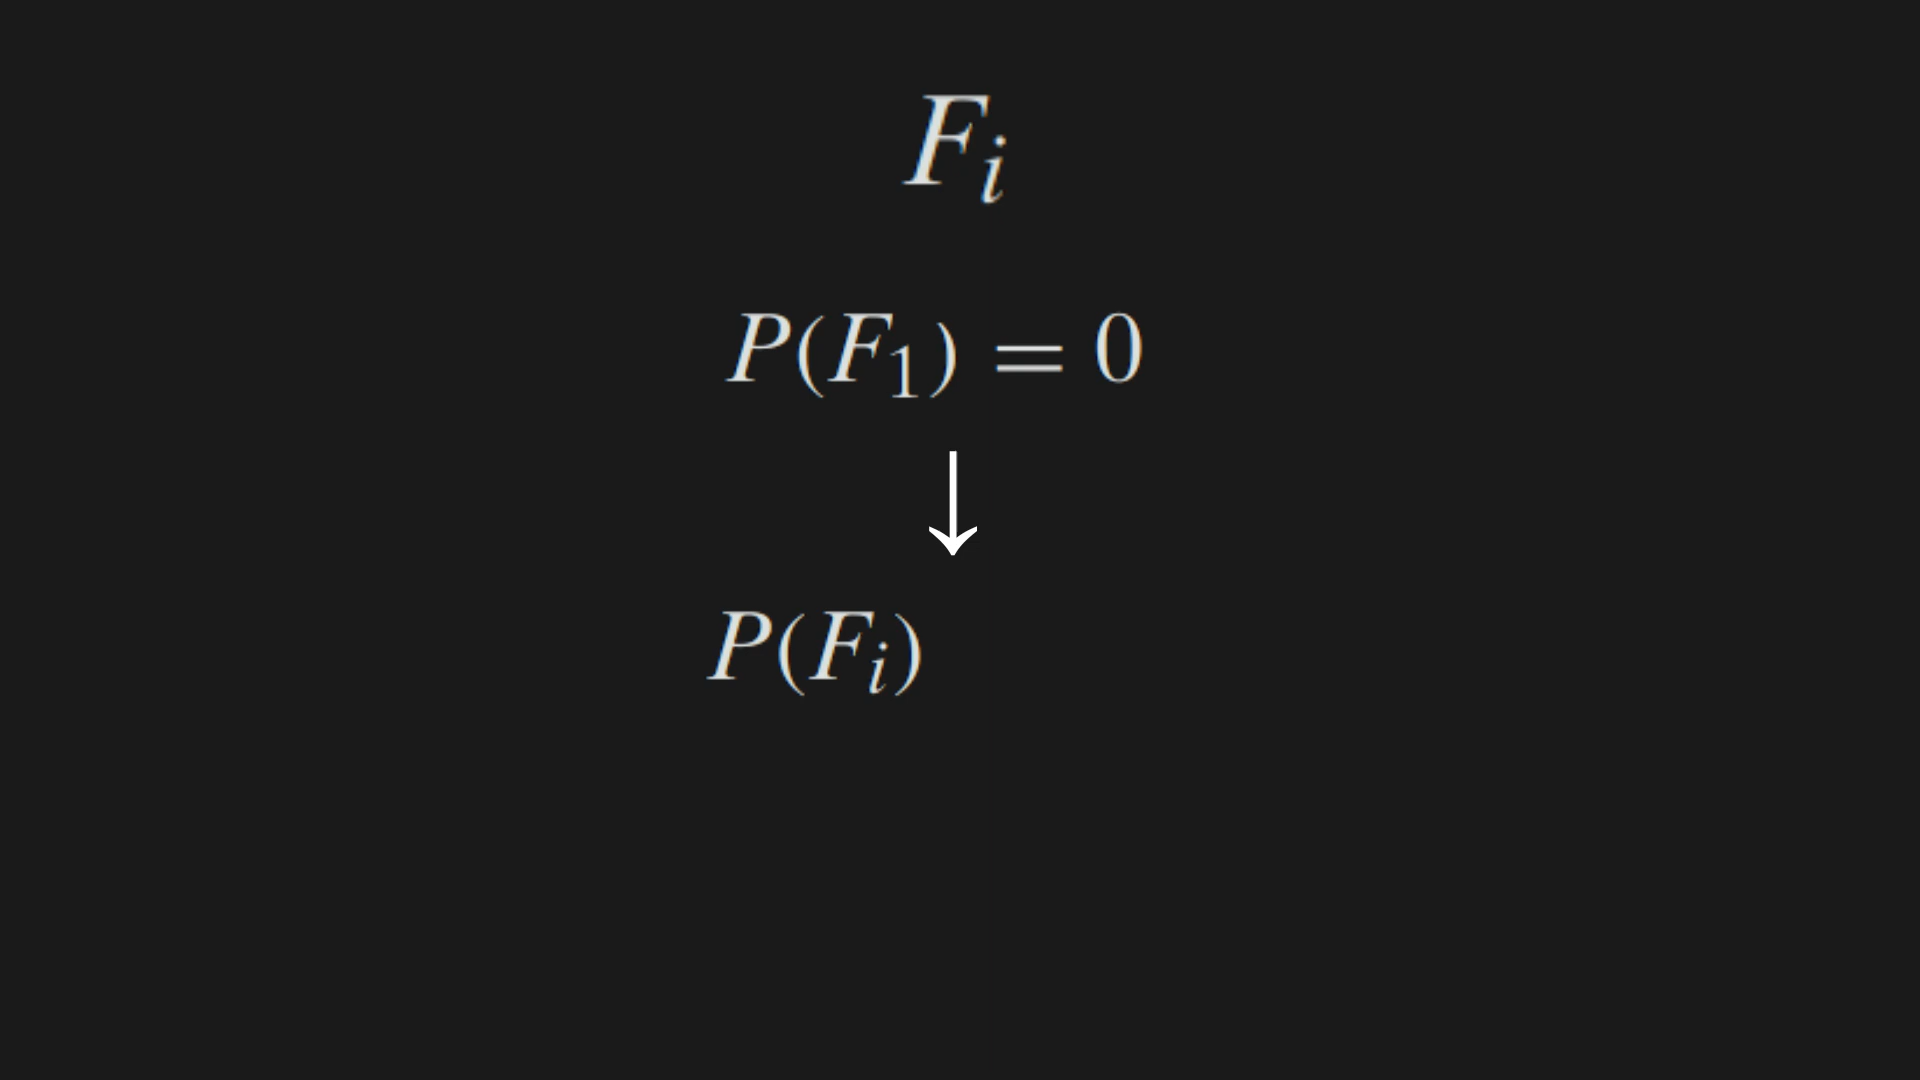 F_i
P(F_1) = 0
↓
P(F_i)